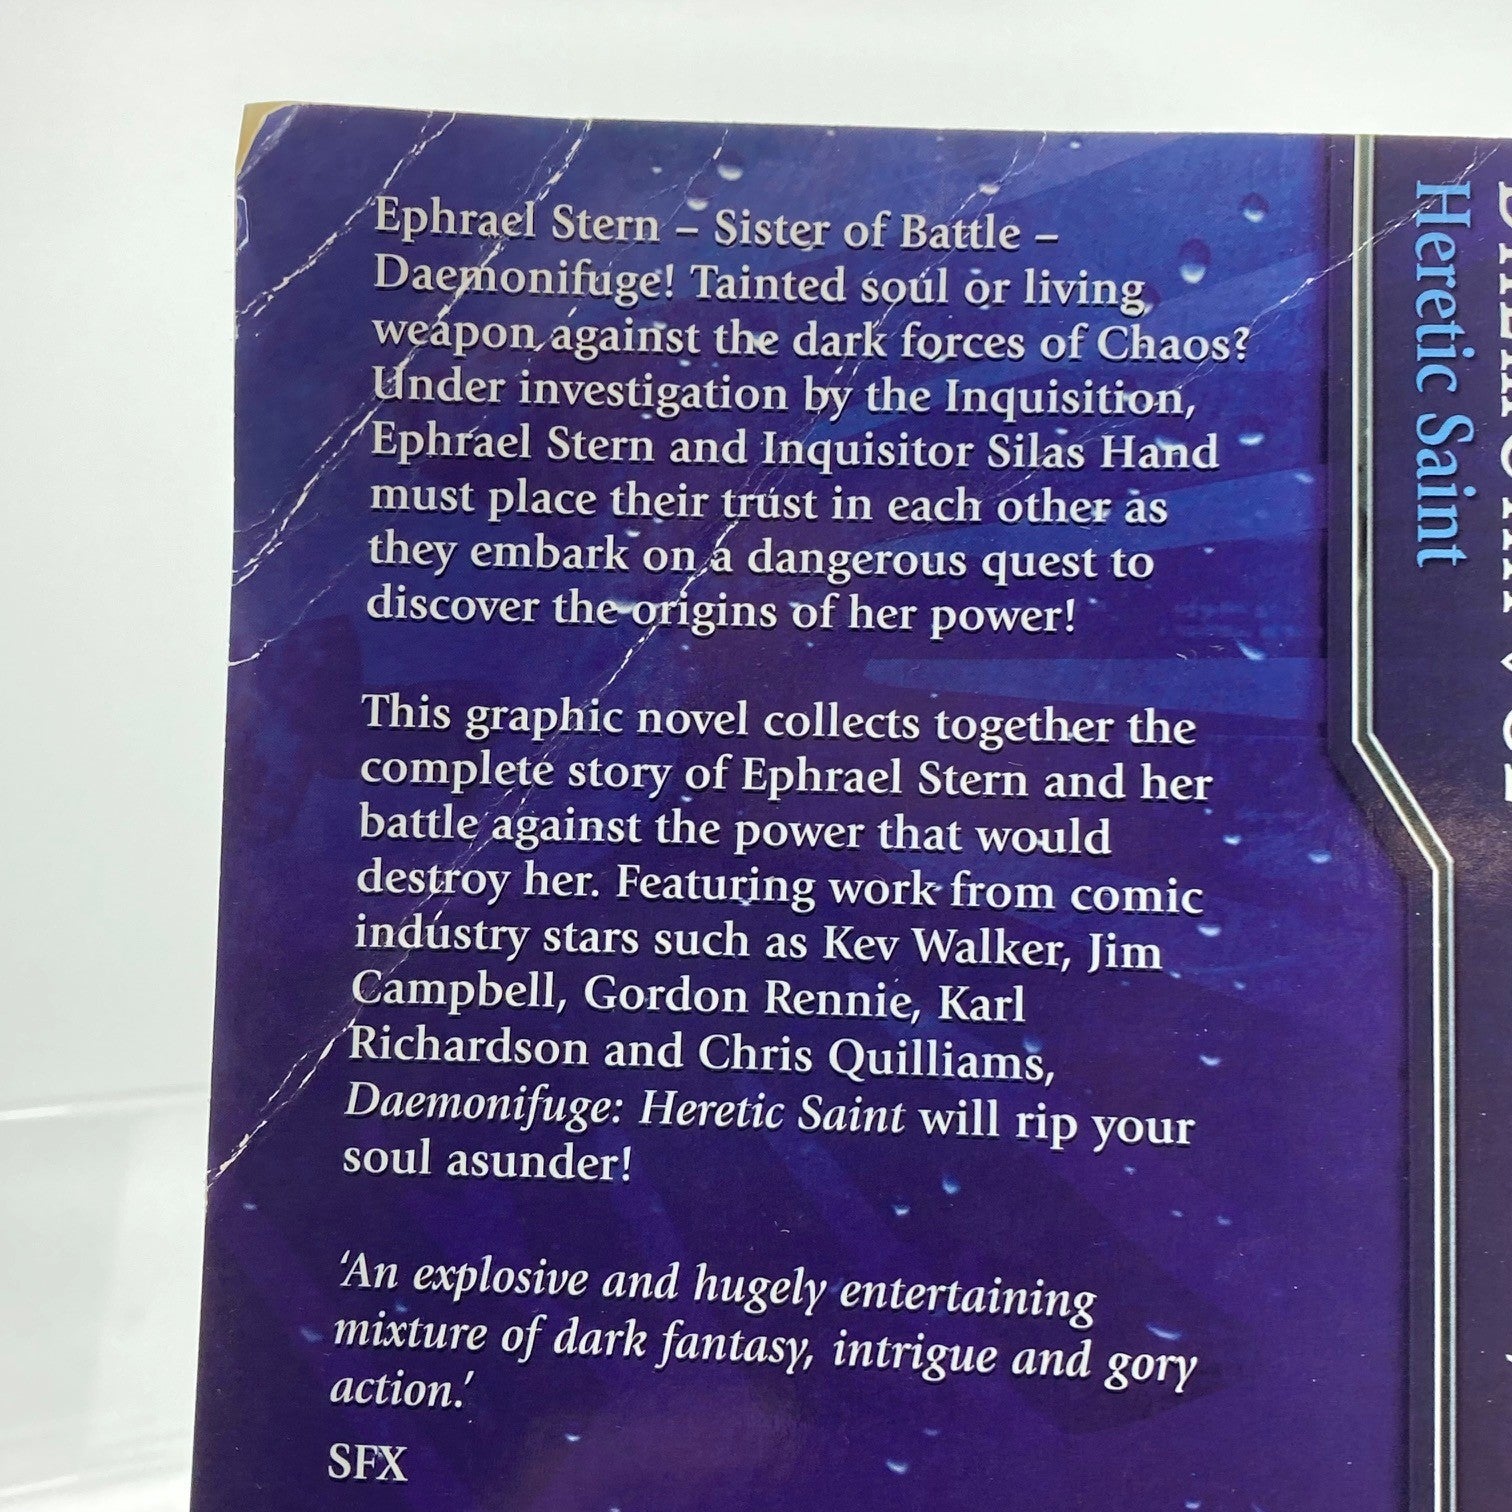 Ephrael Stern – Sister of Battle –
Daemonifuge! Tainted soul or living
weapon against the dark forces of Chaos?
Under investigation by the Inquisition,
Ephrael Stern and Inquisitor Silas Hand
must place their trust in each other as
they embark on a dangerous quest to
discover the origins of her power!
This graphic novel collects together the
complete story of Ephrael Stern and her
battle against the power that would
destroy her. Featuring work from comic
industry stars such as Kev Walker, Jim
Campbell, Gordon Rennie, Karl
Richardson and Chris Quilliams,
Daemonifuge: Heretic Saint will rip your
soul asunder!
‘An explosive and hugely entertaining
mixture of dark fantasy, intrigue and gory
action.’
SFX
Heretic Saint